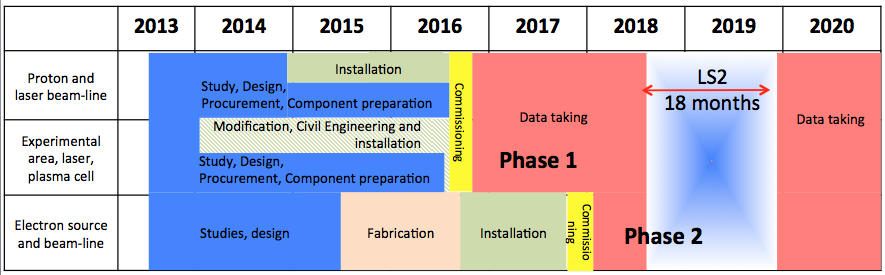 2013 2014 2015 2016 2017 2018 2019 2020
Proton and
laser beam-line
Installation
Study, Design,
Procurement, Component preparation
Commissioning
Data taking
LS2
18 months
Data taking
Experimental
area, laser,
plasma cell
Modification, Civil Engineering and
installation
Study, Design,
Procurement, Component preparation
Phase 1
Electron source
and beam-line
Studies, design
Fabrication
Installation
Commissio
ning
Phase 2